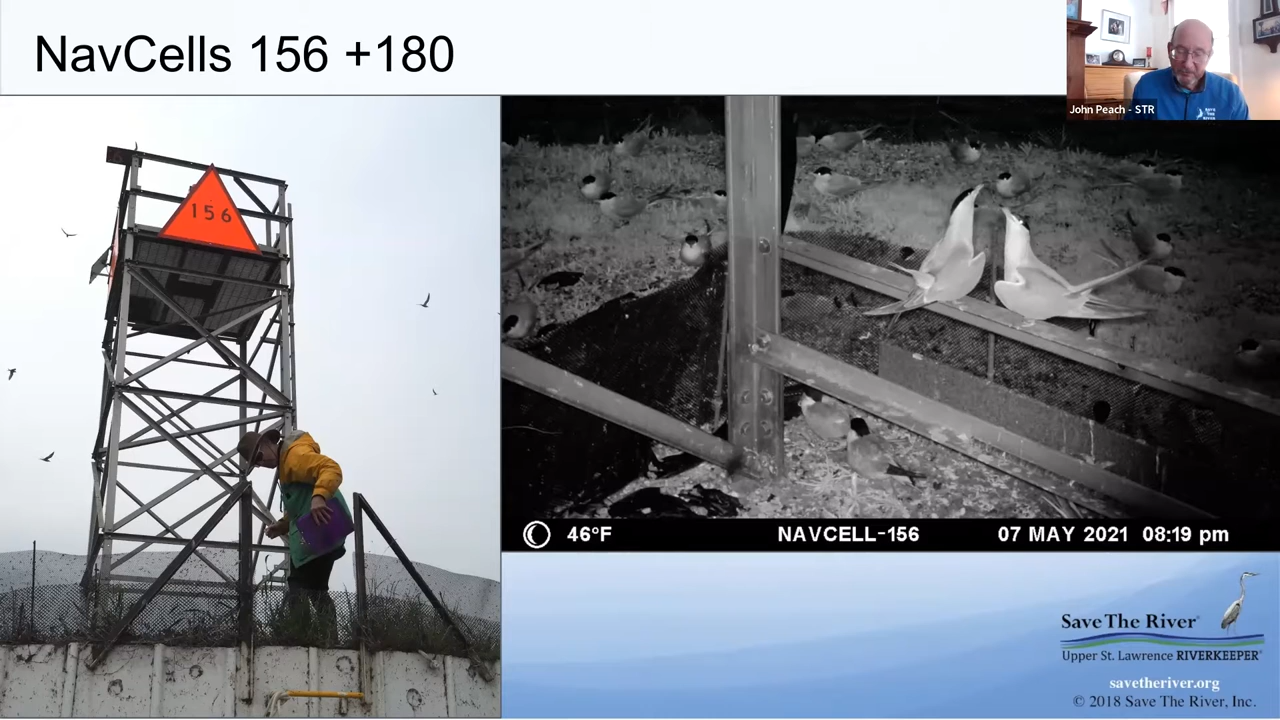 NavCells 156 +180
John Peach - STR
156
46°F NAVCELL-156 07 MAY 2021 08:19 pm
Save The River®
Upper St. Lawrence RIVERKEEPER®
savetheriver.org
© 2018 Save The River, Inc.